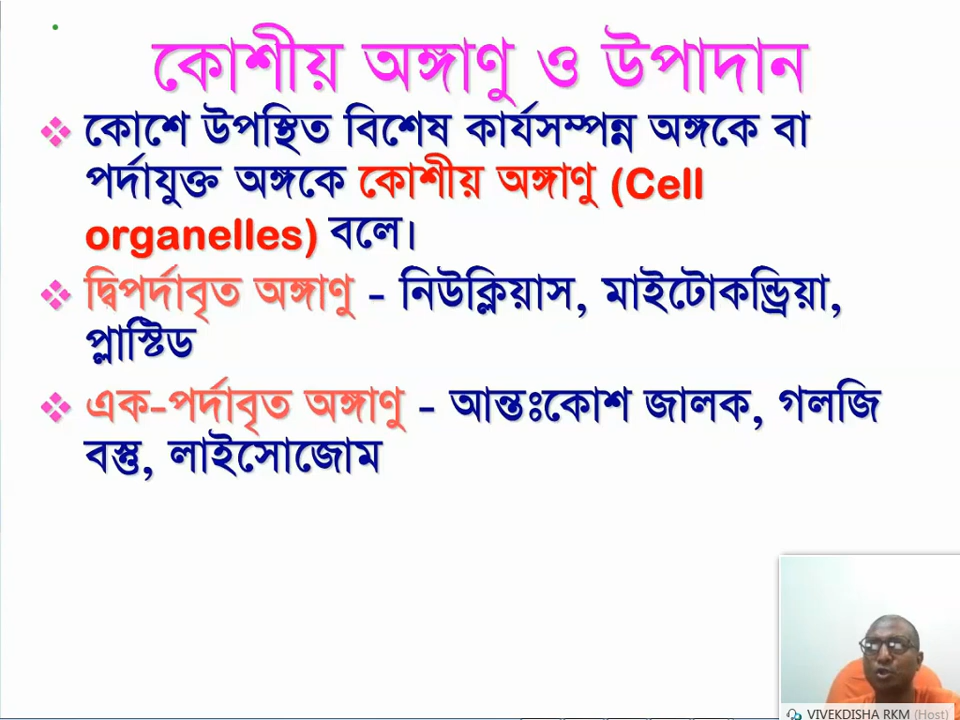 কোশীয় অঙ্গাণু ও উপাদান
কোশে উপস্থিত বিশেষ কার্যসম্পন্ন অঙ্গকে বা
পর্দাযুক্ত অঙ্গকে কোশীয় অঙ্গাণু (Cell
organelles) বলে।
দ্বিপর্দাবৃত অঙ্গাণু - নিউক্লিয়াস, মাইটোকন্ড্রিয়া,
প্লাস্টিড
এক-পর্দাবৃত অঙ্গাণু - আন্তঃকোশ জালক, গলজি
বস্তু, লাইসোজোম
VIVEKDISHA RKM (Host)